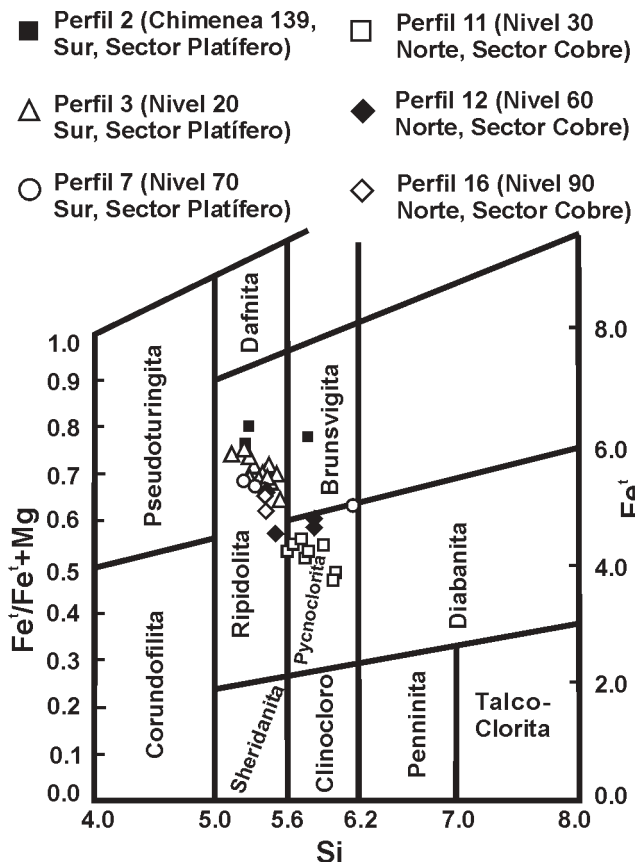 Perfil 2 (Chimenea 139,
Sur, Sector Platífero)
Perfil 3 (Nivel 20
Sur, Sector Platífero)
Perfil 7 (Nivel 70
Sur, Sector Platífero)
Perfil 11 (Nivel 30
Norte, Sector Cobre)
Perfil 12 (Nivel 60
Norte, Sector Cobre)
Perfil 16 (Nivel 90
Norte, Sector Cobre)
Feᵗ/Feᵗ+Mg
1.0
0.9
0.8
0.7
0.6
0.5
0.4
0.3
0.2
0.1
0.0
Pseudoturingita
Corundofilita
Dafnita
Ripidolita
Sheridanita
Brunsvigita
Pycnoclorita
Clinocloro
Diabanita
Penninita
Talco-
Clorita
8.0
6.0
4.0
2.0
0.0
Feᵗ
4.0
5.0
5.6
6.2
7.0
8.0
Si